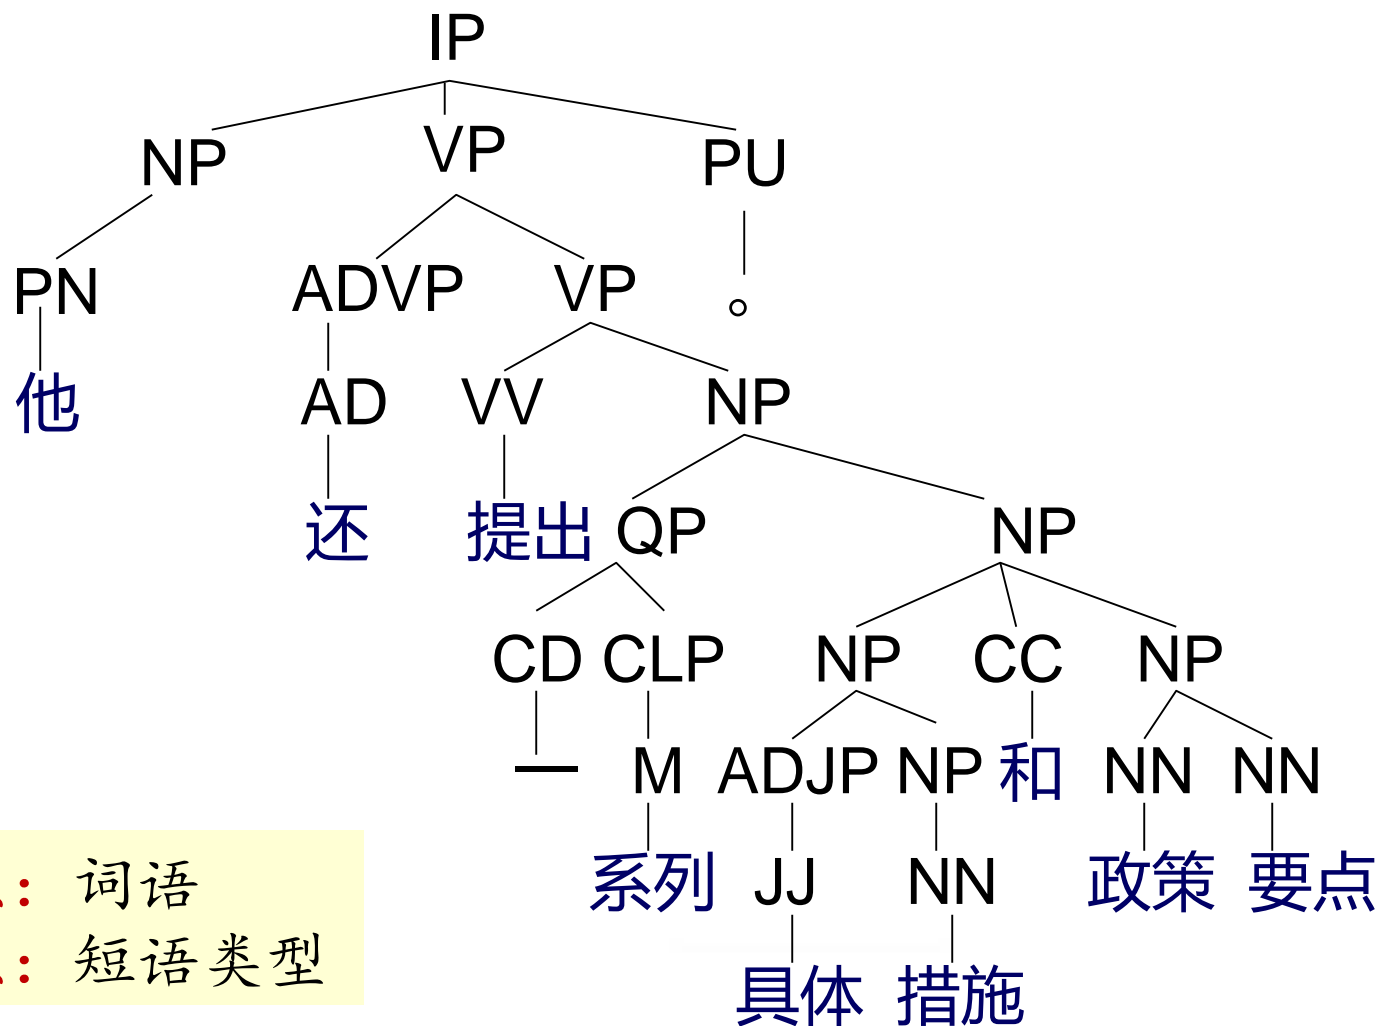 IP
NP VP PU
PN ADVP VP 。
他 AD VV NP
还 提出 QP NP
CD CLP NP CC NP
一 M ADJP NP 和 NN NN
系列 JJ NN 政策 要点
：词语
：短语类型
具体 措施